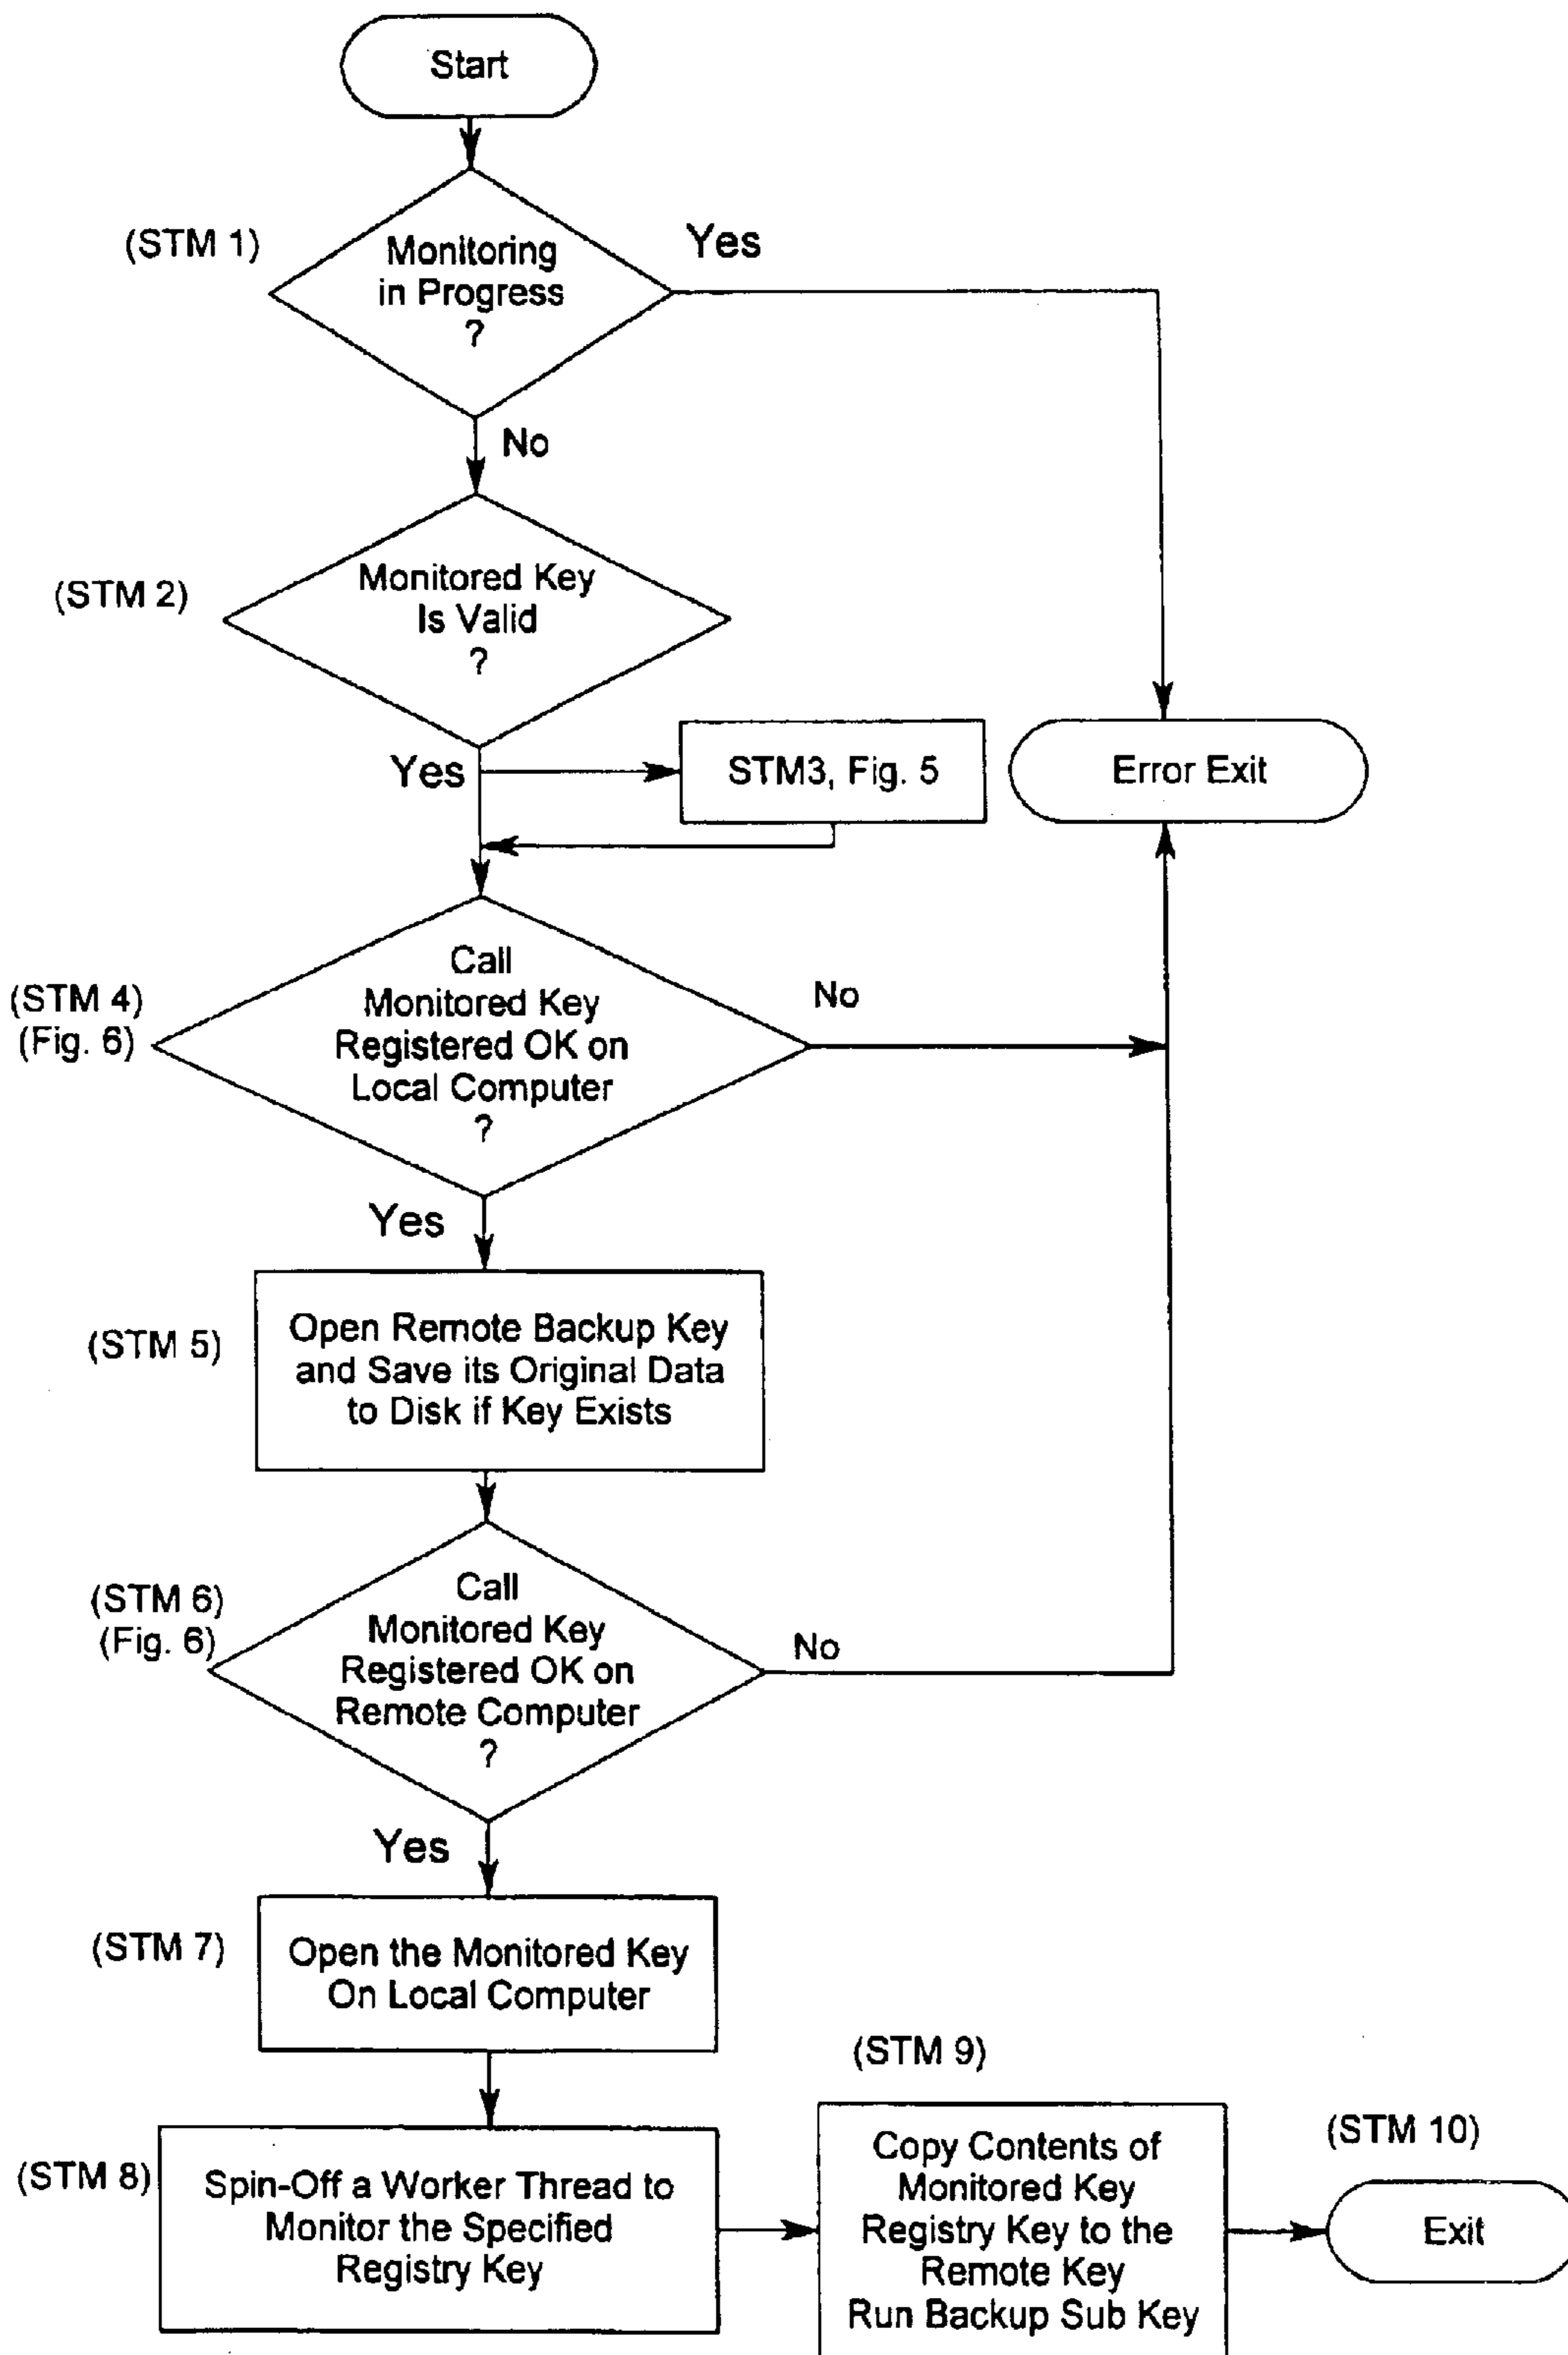 Start
(STM 1)
Monitoring
in Progress
?
Yes
No
(STM 2)
Monitored Key
Is Valid
?
Yes
STM3, Fig. 5
Error Exit
(STM 4)
(Fig. 6)
Call
Monitored Key
Registered OK on
Local Computer
?
No
Yes
(STM 5)
Open Remote Backup Key
and Save its Original Data
to Disk if Key Exists
(STM 6)
(Fig. 6)
Call
Monitored Key
Registered OK on
Remote Computer
?
No
Yes
(STM 7)
Open the Monitored Key
On Local Computer
(STM 8)
Spin-Off a Worker Thread to
Monitor the Specified
Registry Key
(STM 9)
Copy Contents of
Monitored Key
Registry Key to the
Remote Key
Run Backup Sub Key
(STM 10)
Exit